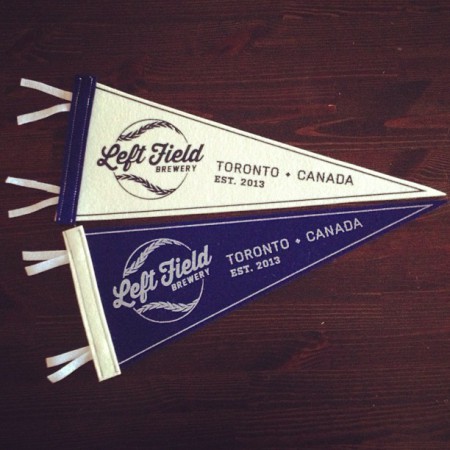 Left Field
BREWERY
TORONTO + CANADA
EST. 2013
Left Field
BREWERY
TORONTO + CANADA
EST. 2013